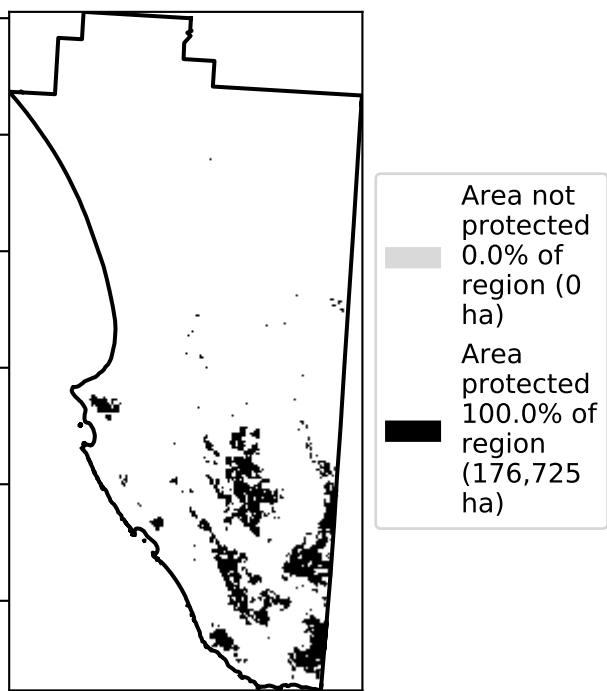 Area not
protected
0.0% of
region (0
ha)
Area
protected
100.0% of
region
(176,725
ha)